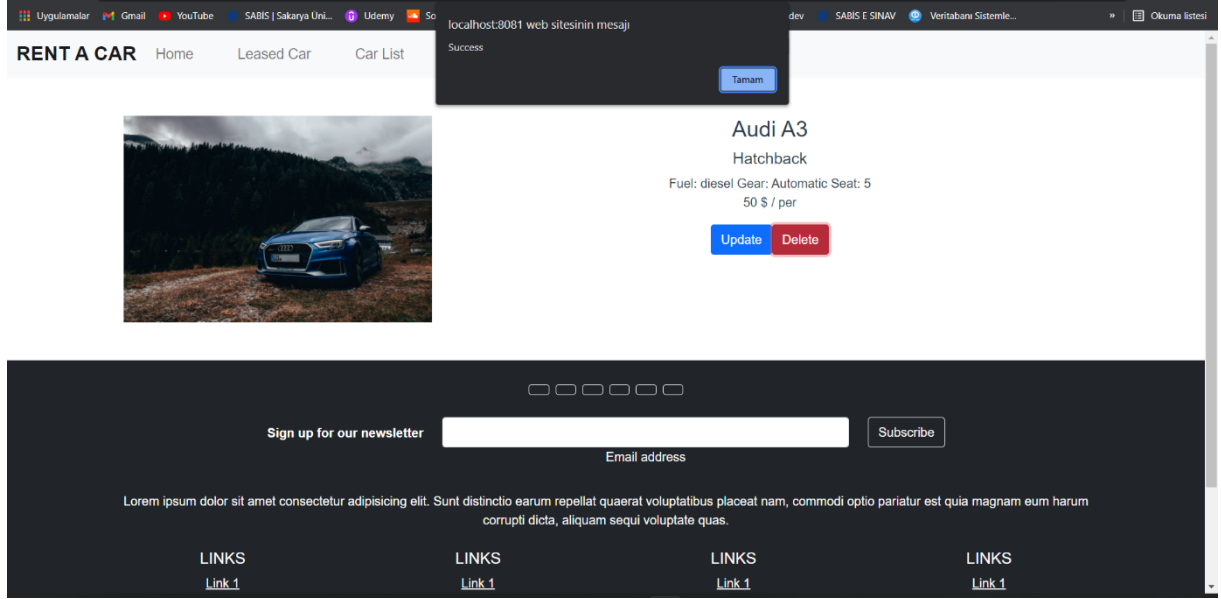 Uygulamalar Gmail YouTube SABİS | Sakarya Üni... Udemy So dev SABİS E SINAV Veritabanı Sistemle... » Okuma listesi
localhost:8081 web sitesinin mesajı
Success
Tamam
RENT A CAR Home Leased Car Car List
Audi A3
Hatchback
Fuel: diesel Gear: Automatic Seat: 5
50 $ / per
Update Delete
Sign up for our newsletter Subscribe
Email address
Lorem ipsum dolor sit amet consectetur adipisicing elit. Sunt distinctio earum repellat quaerat voluptatibus placeat nam, commodi optio pariatur est quia magnam eum harum
corrupti dicta, aliquam sequi voluptate quas.
LINKS LINKS LINKS LINKS
Link 1 Link 1 Link 1 Link 1